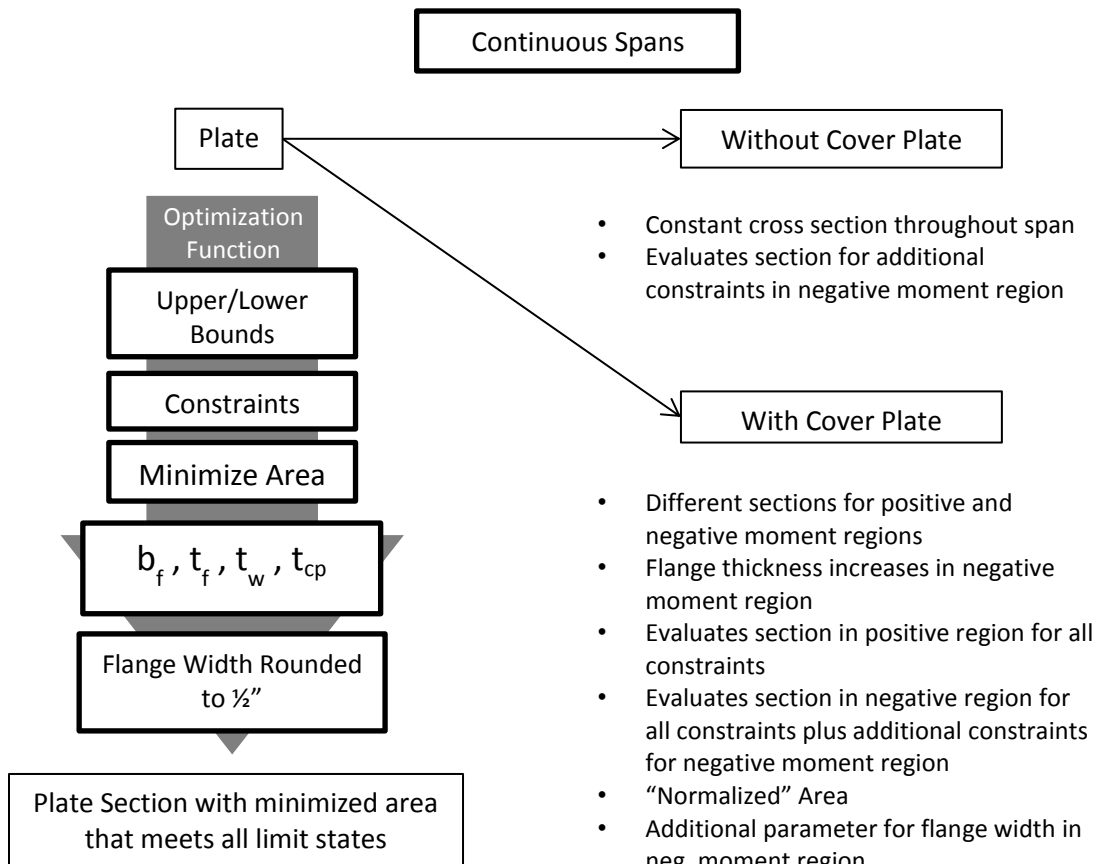 Continuous Spans
Plate
Without Cover Plate
Optimization
Function
Upper/Lower
Bounds
Constraints
Minimize Area
b_f , t_f , t_w , t_cp
Flange Width Rounded
to ½”
Plate Section with minimized area
that meets all limit states
• Constant cross section throughout span
• Evaluates section for additional
constraints in negative moment region
With Cover Plate
• Different sections for positive and
negative moment regions
• Flange thickness increases in negative
moment region
• Evaluates section in positive region for all
constraints
• Evaluates section in negative region for
all constraints plus additional constraints
for negative moment region
• “Normalized” Area
• Additional parameter for flange width in
neg. moment region